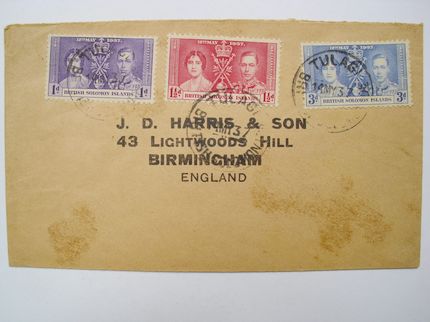 12TH MAY 1937.
1d 1d
BRITISH SOLOMON ISLANDS
12TH MAY 1937.
1½d 1½d
BRITISH SOLOMON ISLANDS
12TH MAY 1937.
3d 3d
BRITISH SOLOMON ISLANDS
TULAGI
TULAGI
J. D. HARRIS & SON
43 LIGHTWOODS HILL
BIRMINGHAM
ENGLAND